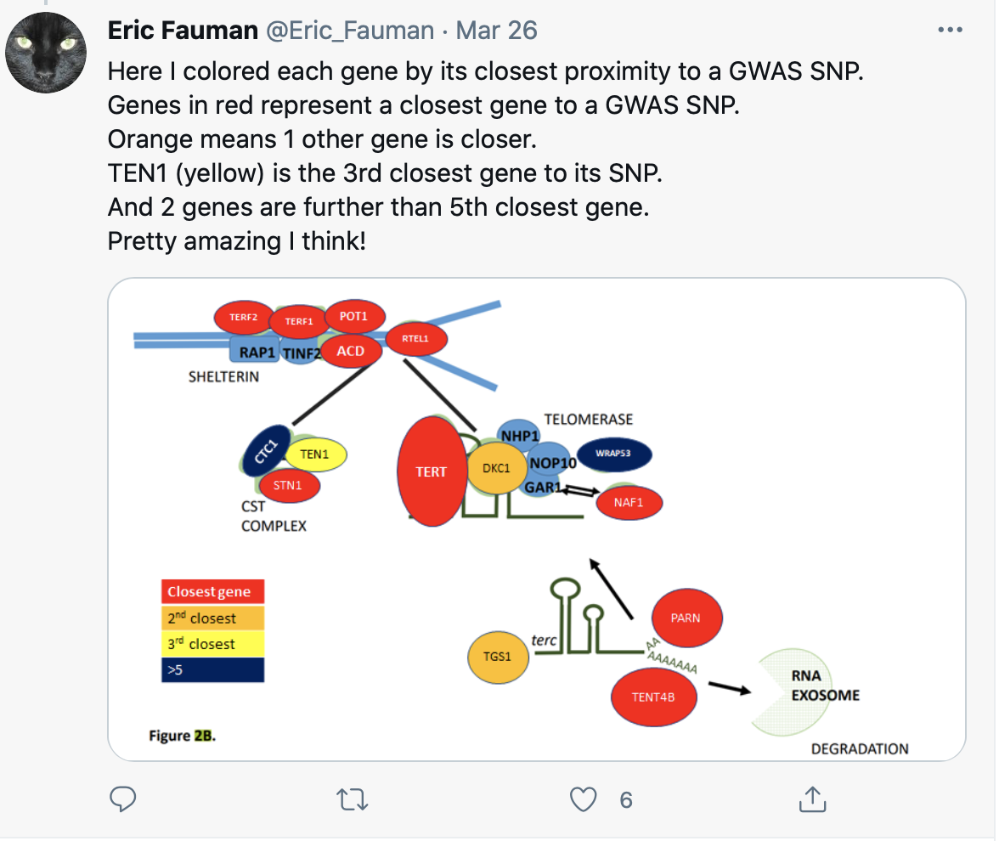 Eric Fauman @Eric_Fauman · Mar 26
Here I colored each gene by its closest proximity to a GWAS SNP.
Genes in red represent a closest gene to a GWAS SNP.
Orange means 1 other gene is closer.
TEN1 (yellow) is the 3rd closest gene to its SNP.
And 2 genes are further than 5th closest gene.
Pretty amazing I think!
TERF2
TERF1
POT1
RTEL1
RAP1
TINF2
ACD
SHELTERIN
CTC1
TEN1
STN1
CST
COMPLEX
TELOMERASE
NHP1
WRAP53
TERT
DKC1
NOP10
GAR1
NAF1
Closest gene
2nd closest
3rd closest
>5
terc
TGS1
PARN
AA
AAAAAAA
TENT4B
RNA
EXOSOME
Figure 2B.
DEGRADATION
6